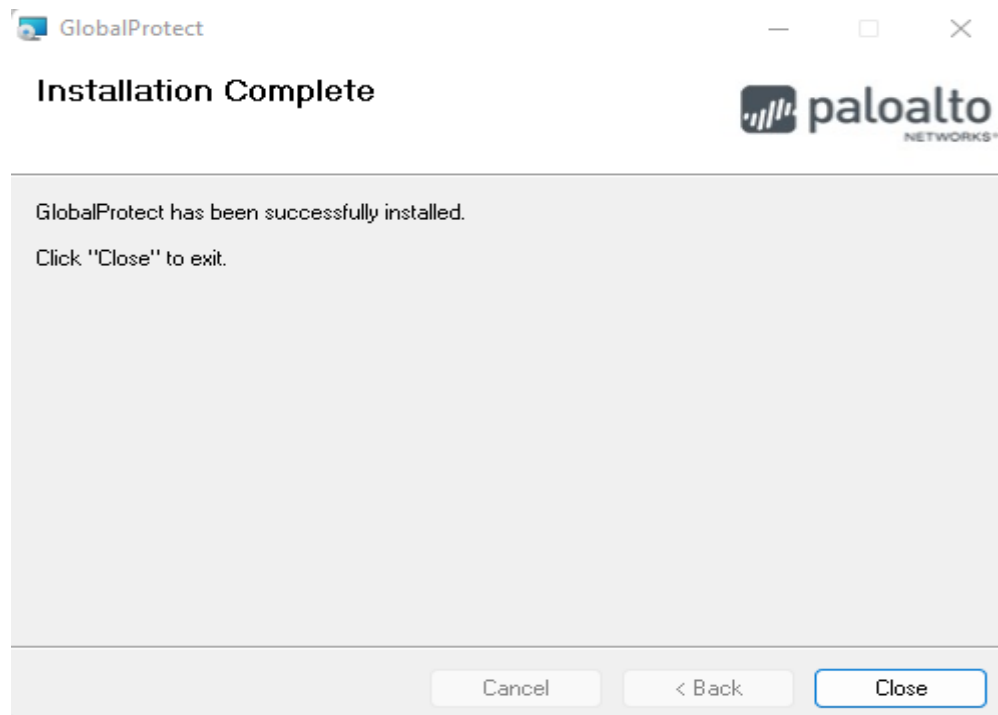 GlobalProtect
Installation Complete
paloalto
NETWORKS®
GlobalProtect has been successfully installed.
Click "Close" to exit.
Cancel
< Back
Close